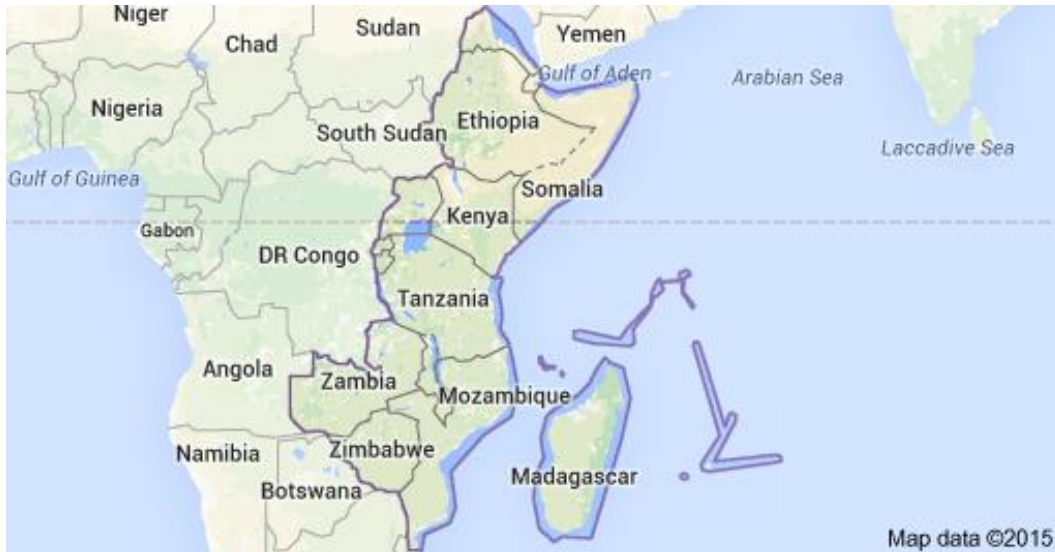 Niger
Sudan
Chad
Yemen
Gulf of Aden
Arabian Sea
Nigeria
Ethiopia
South Sudan
Laccadive Sea
Gulf of Guinea
Somalia
Kenya
Gabon
DR Congo
Tanzania
Angola
Zambia
Mozambique
Zimbabwe
Namibia
Madagascar
Botswana
Map data ©2015